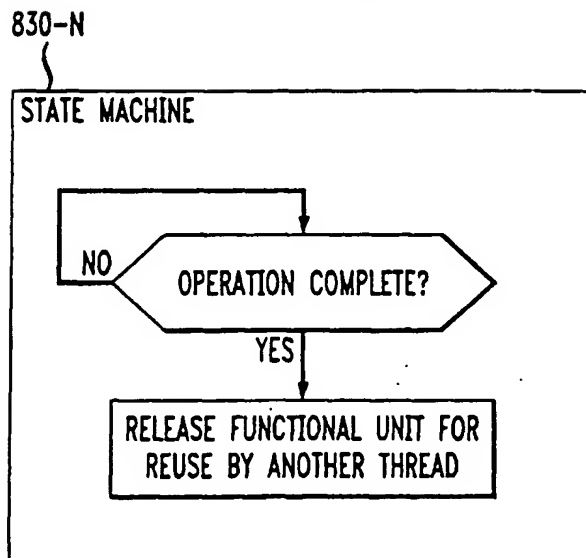 830-N
STATE MACHINE
NO
OPERATION COMPLETE?
YES
RELEASE FUNCTIONAL UNIT FOR
REUSE BY ANOTHER THREAD